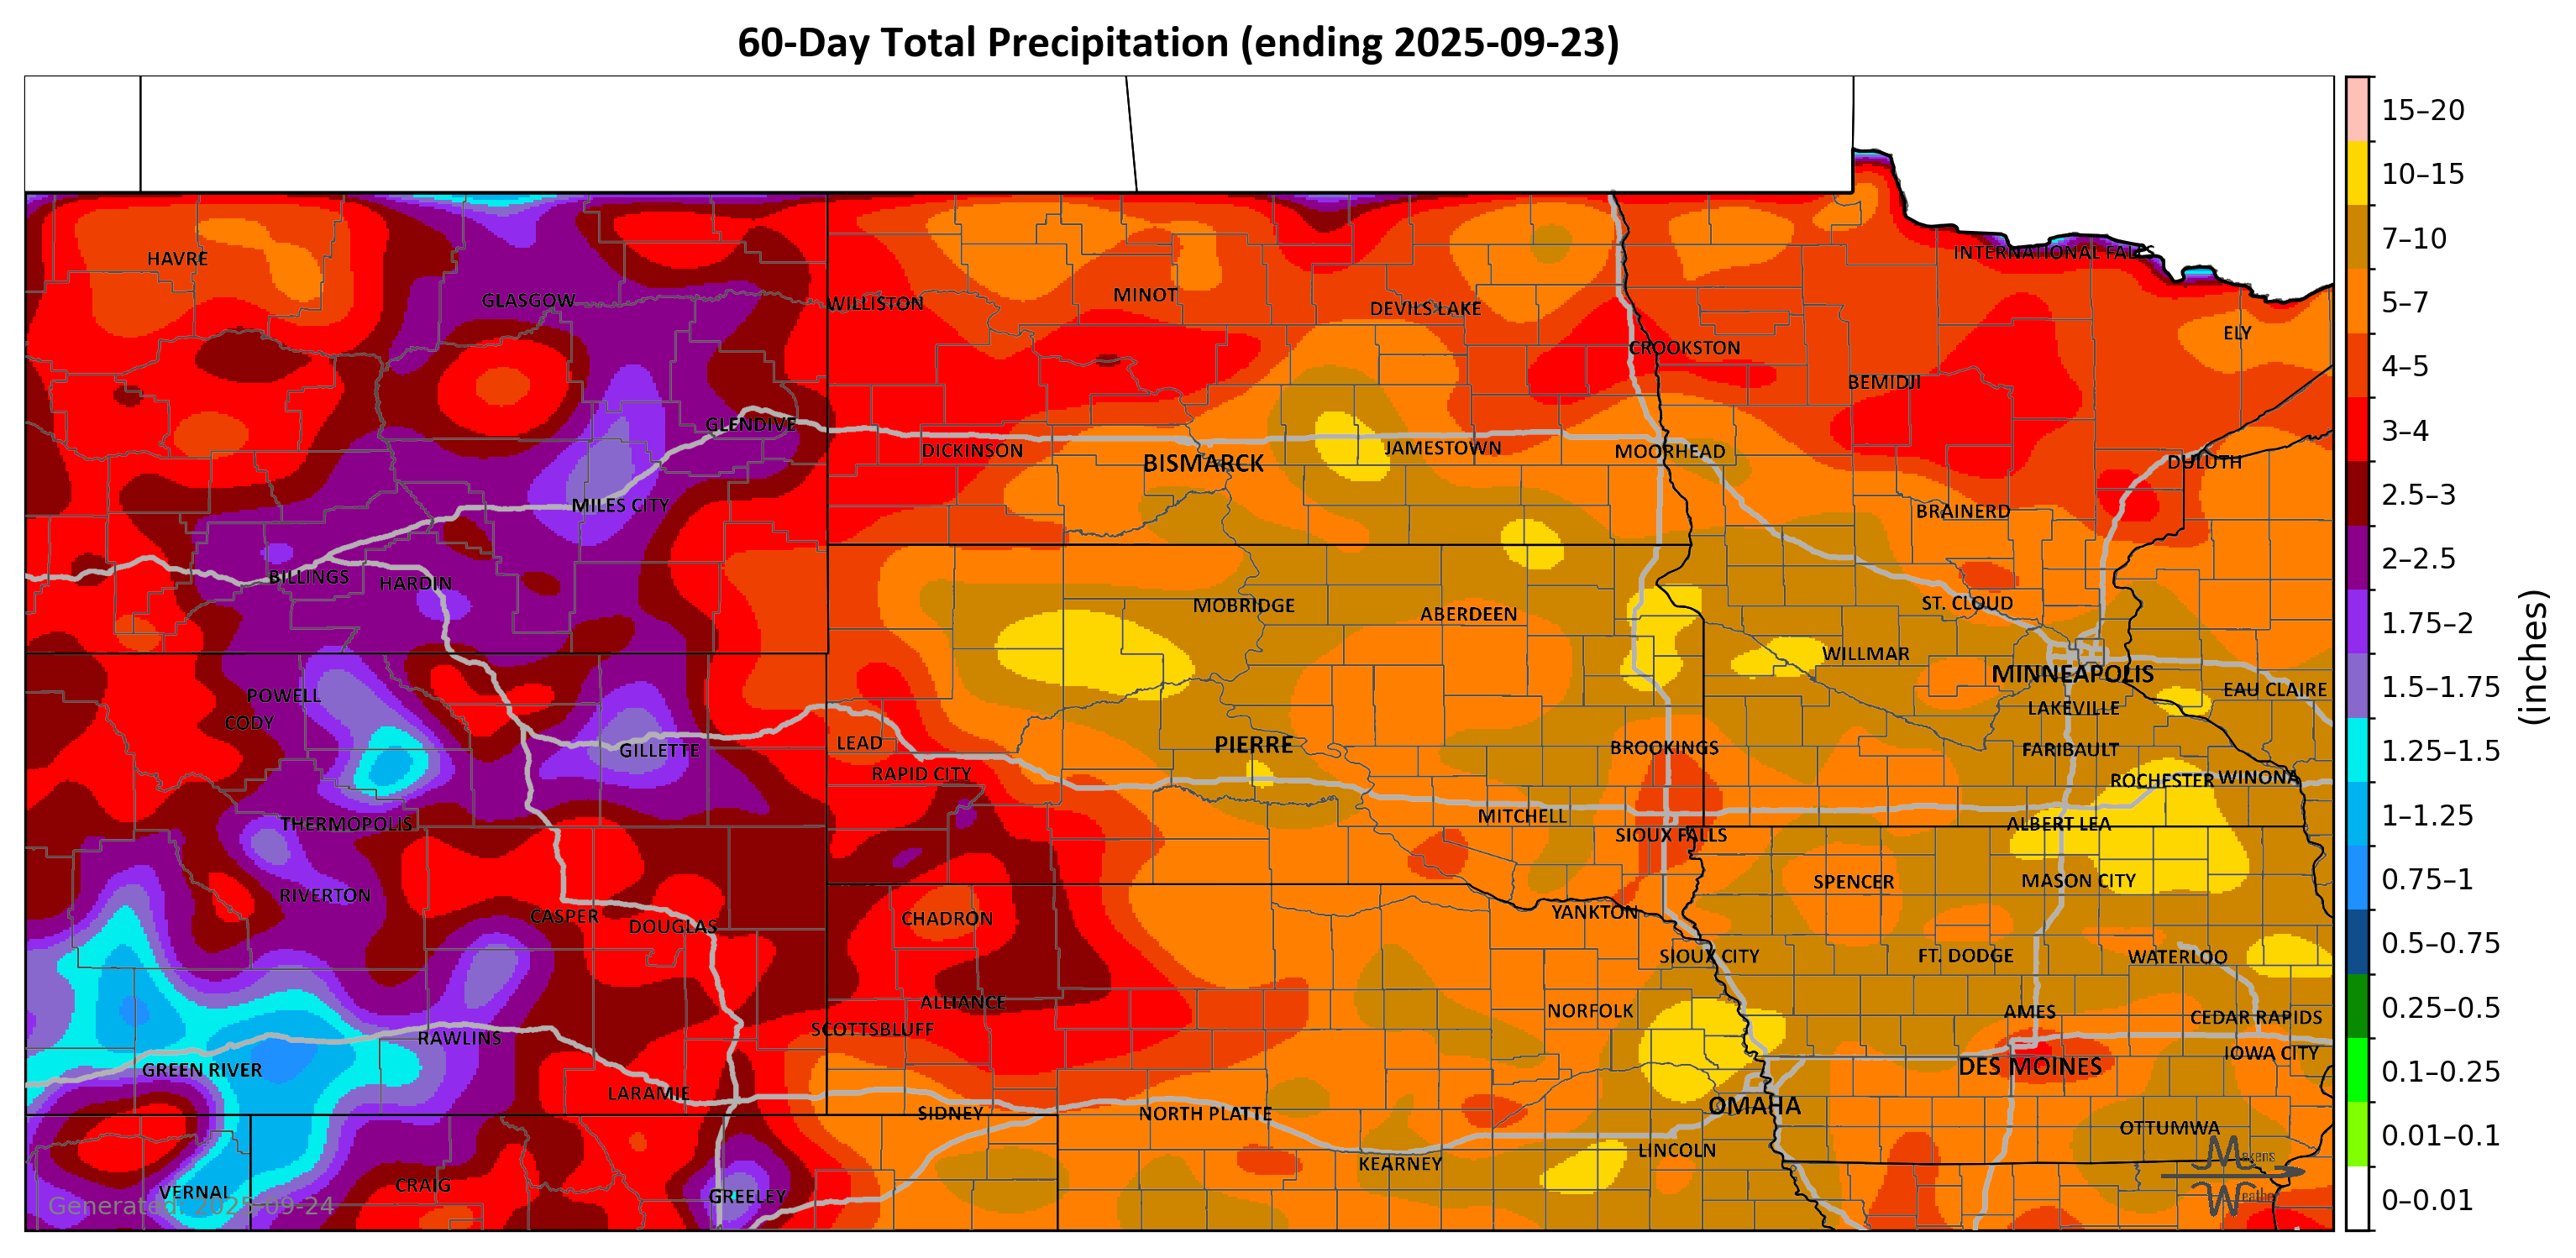 60-Day Total Precipitation (ending 2025-09-23)
15–20
10–15
7–10
5–7
4–5
3–4
2.5–3
2–2.5
1.75–2
1.5–1.75
1.25–1.5
1–1.25
0.75–1
0.5–0.75
0.25–0.5
0.1–0.25
0.01–0.1
0–0.01
(inches)
HAVRE
INTERNATIONAL FALLS
GLASGOW
WILLISTON
MINOT
DEVILS LAKE
ELY
CROOKSTON
BEMIDJI
GLENDIVE
DICKINSON
BISMARCK
JAMESTOWN
MOORHEAD
DULUTH
MILES CITY
BRAINERD
BILLINGS
HARDIN
MOBRIDGE
ABERDEEN
ST. CLOUD
WILLMAR
MINNEAPOLIS
POWELL
EAU CLAIRE
CODY
LAKEVILLE
GILLETTE
LEAD
PIERRE
BROOKINGS
FARIBAULT
RAPID CITY
ROCHESTER
WINONA
THERMOPOLIS
MITCHELL
SIOUX FALLS
ALBERT LEA
RIVERTON
SPENCER
MASON CITY
CASPER
DOUGLAS
CHADRON
YANKTON
SIOUX CITY
FT. DODGE
WATERLOO
ALLIANCE
NORFOLK
AMES
CEDAR RAPIDS
SCOTTSBLUFF
RAWLINS
IOWA CITY
GREEN RIVER
DES MOINES
LARAMIE
OMAHA
SIDNEY
NORTH PLATTE
OTTUMWA
LINCOLN
KEARNEY
VERNAL
CRAIG
GREELEY
Generated: 2025-09-24
Makens
Weather